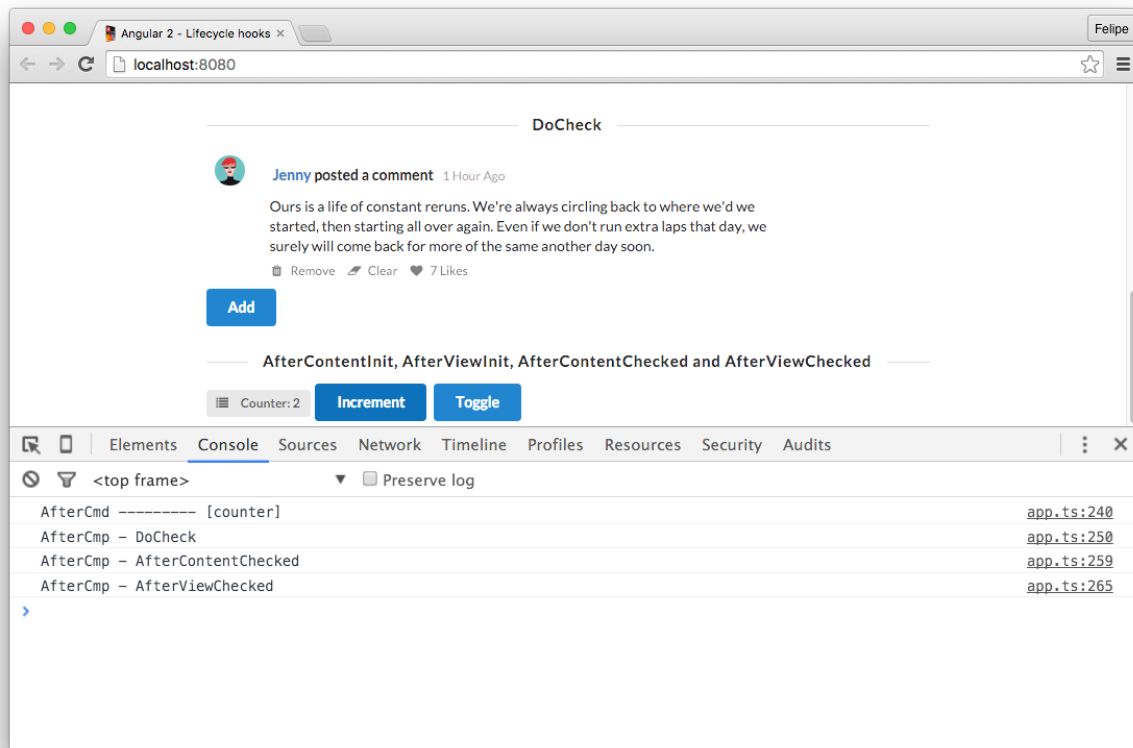 Angular 2 - Lifecycle hooks ×
Felipe
localhost:8080
DoCheck
Jenny posted a comment 1 Hour Ago
Ours is a life of constant reruns. We're always circling back to where we'd we
started, then starting all over again. Even if we don't run extra laps that day, we
surely will come back for more of the same another day soon.
Remove Clear 7 Likes
Add
AfterContentInit, AfterViewInit, AfterContentChecked and AfterViewChecked
Counter: 2 Increment Toggle
Elements Console Sources Network Timeline Profiles Resources Security Audits
<top frame> ▼ Preserve log
AfterCmd --------- [counter] app.ts:240
AfterCmp - DoCheck app.ts:250
AfterCmp - AfterContentChecked app.ts:259
AfterCmp - AfterViewChecked app.ts:265